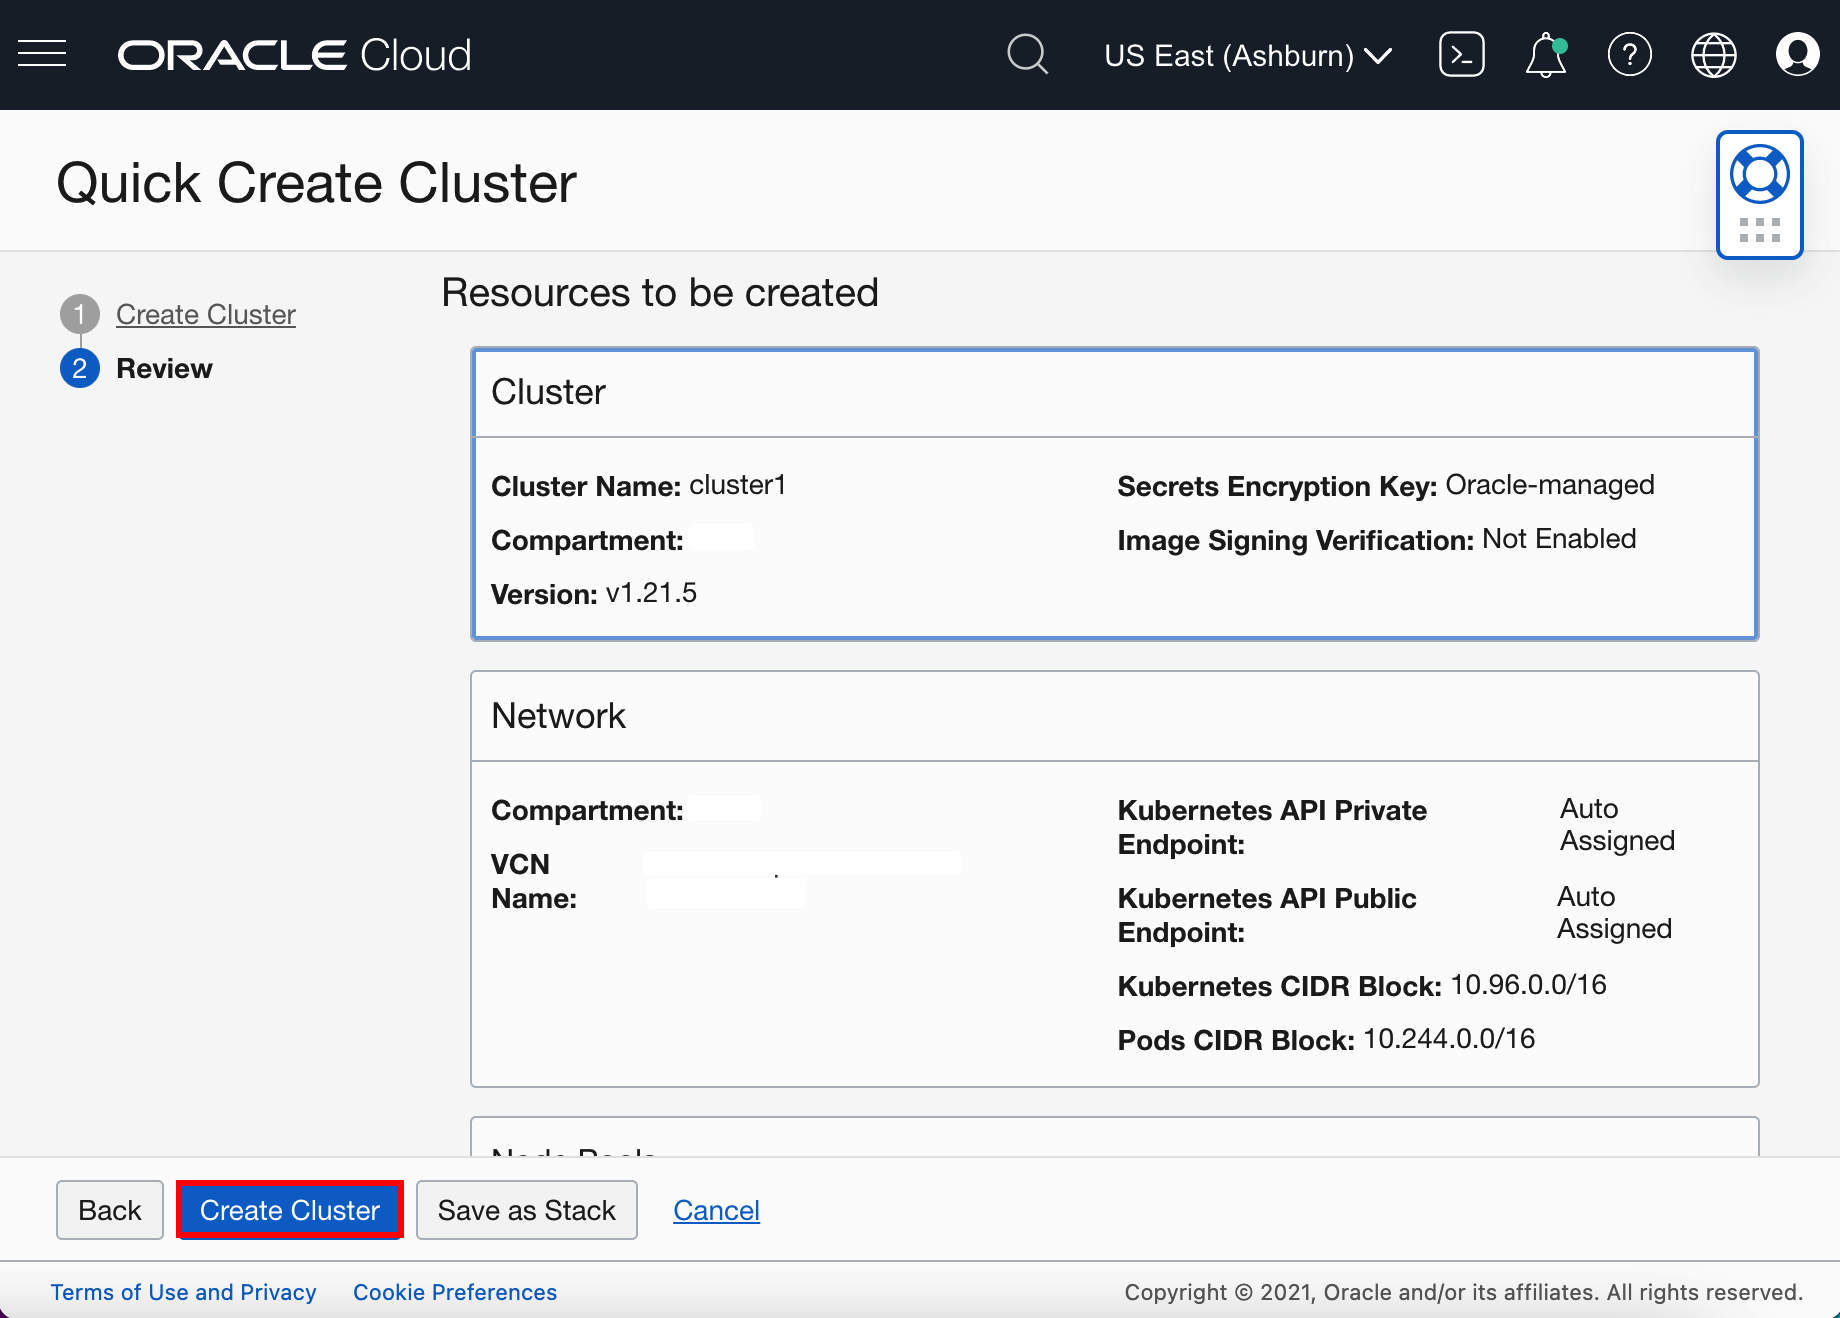 ORACLE Cloud
US East (Ashburn)
Quick Create Cluster
1 Create Cluster
2 Review
Resources to be created
Cluster
Cluster Name: cluster1
Compartment:
Version: v1.21.5
Secrets Encryption Key: Oracle-managed
Image Signing Verification: Not Enabled
Network
Compartment:
VCN
Name:
Kubernetes API Private Auto
Endpoint: Assigned
Kubernetes API Public Auto
Endpoint: Assigned
Kubernetes CIDR Block: 10.96.0.0/16
Pods CIDR Block: 10.244.0.0/16
Node Pools
Back Create Cluster Save as Stack Cancel
Terms of Use and Privacy Cookie Preferences Copyright © 2021, Oracle and/or its affiliates. All rights reserved.